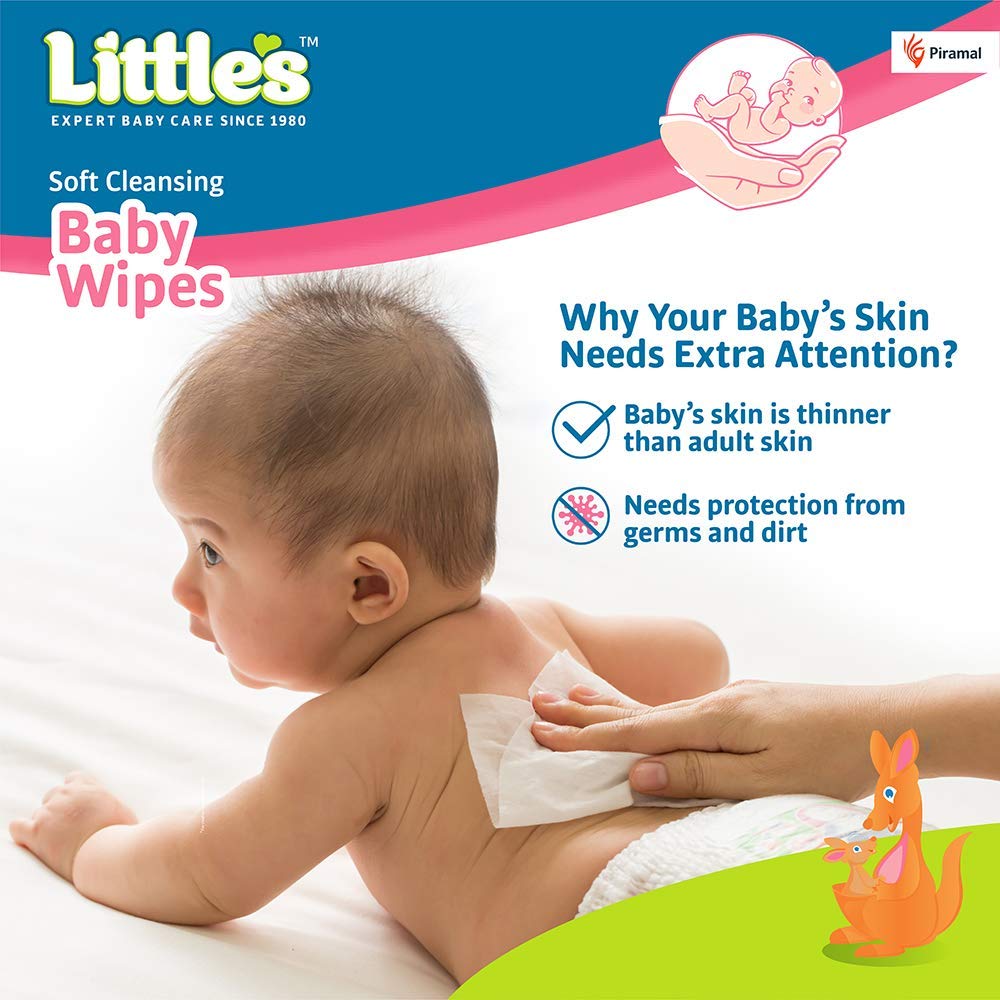 Little's™
EXPERT BABY CARE SINCE 1980
Piramal
Soft Cleansing
Baby
Wipes
Why Your Baby's Skin
Needs Extra Attention?
Baby's skin is thinner
than adult skin
Needs protection from
germs and dirt